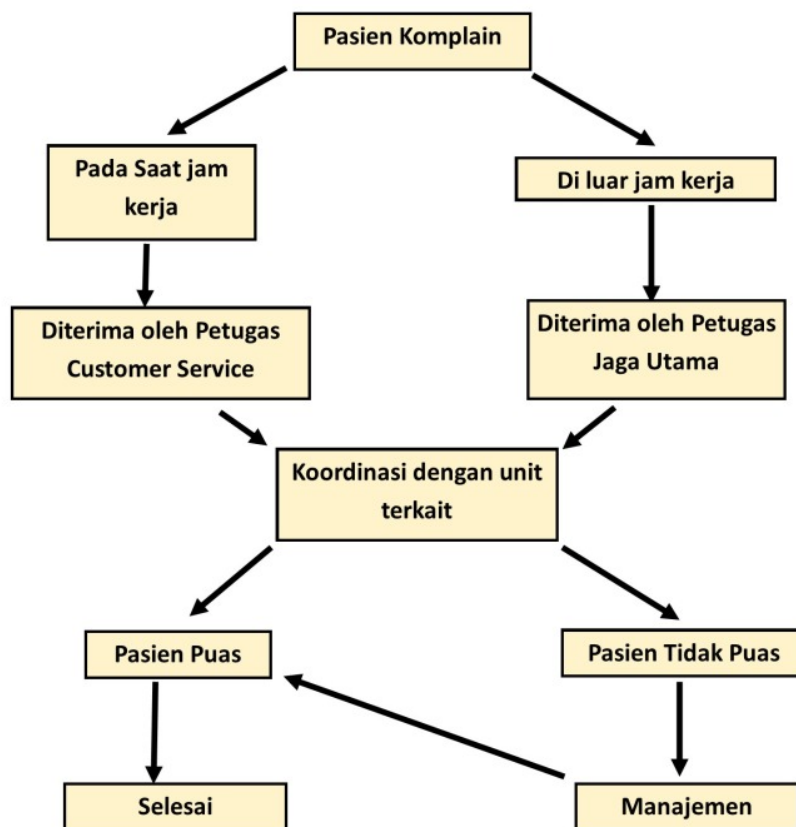 Pasien Komplain
Pada Saat jam
kerja
Di luar jam kerja
Diterima oleh Petugas
Customer Service
Diterima oleh Petugas
Jaga Utama
Koordinasi dengan unit
terkait
Pasien Puas
Pasien Tidak Puas
Selesai
Manajemen